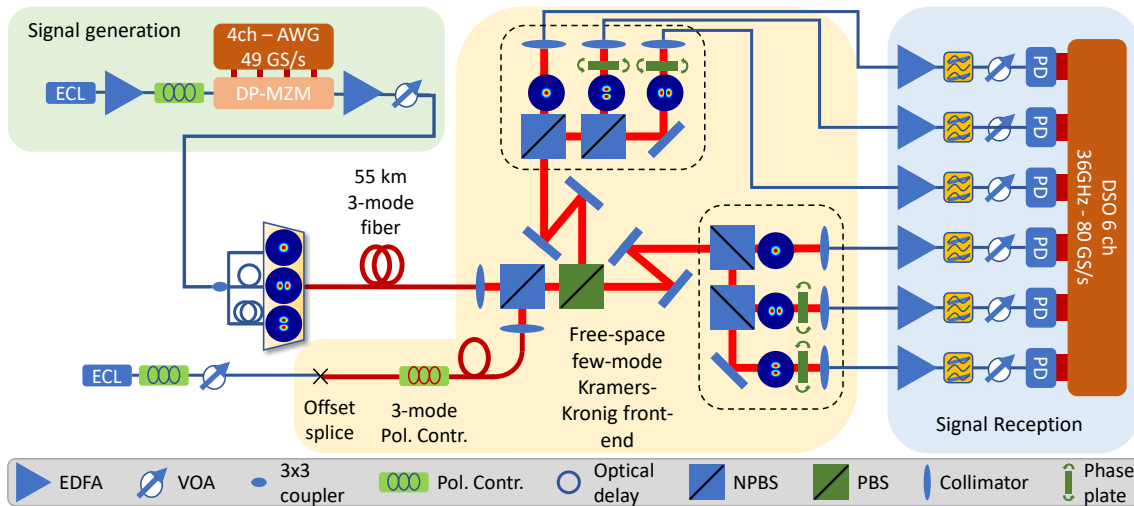 Signal generation
4ch – AWG
49 GS/s
ECL
DP-MZM
55 km
3-mode
fiber
ECL
Offset
splice
3-mode
Pol. Contr.
Free-space
few-mode
Kramers-
Kronig front-
end
PD
PD
PD
PD
PD
PD
DSO 6 ch
36GHz - 80 GS/s
Signal Reception
EDFA
VOA
3x3
coupler
Pol. Contr.
Optical
delay
NPBS
PBS
Collimator
Phase
plate